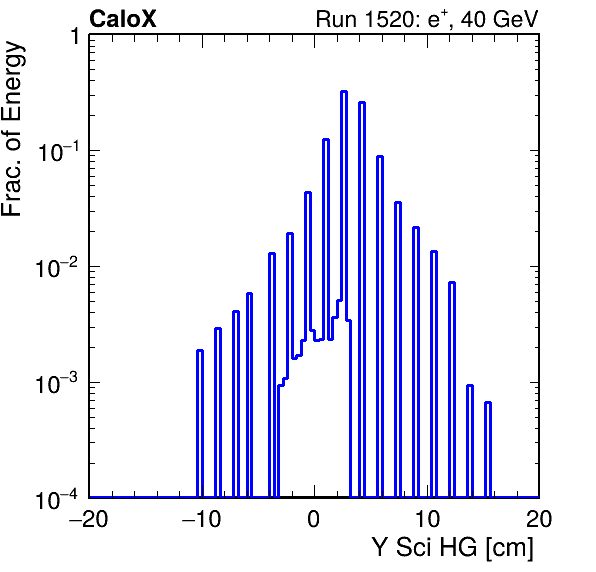 CaloX Run 1520: e⁺, 40 GeV
Frac. of Energy
1
10⁻¹
10⁻²
10⁻³
10⁻⁴
−20 −10 0 10 20
Y Sci HG [cm]